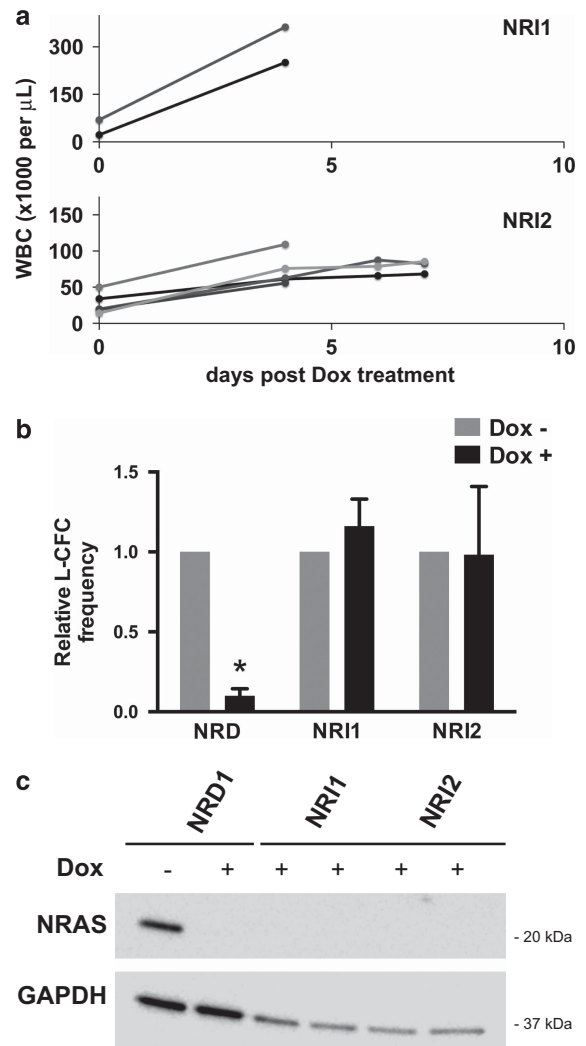 a
NRI1
300
150
0
0 5 10
NRI2
150
100
50
0
0 5 10
WBC (x1000 per μL)
days post Dox treatment
b
Dox -
Dox +
1.5
1.0
0.5
0.0
Relative L-CFC
frequency
*
NRD NRI1 NRI2
c
NRD1 NRI1 NRI2
Dox - + + + + +
NRAS - 20 kDa
GAPDH - 37 kDa